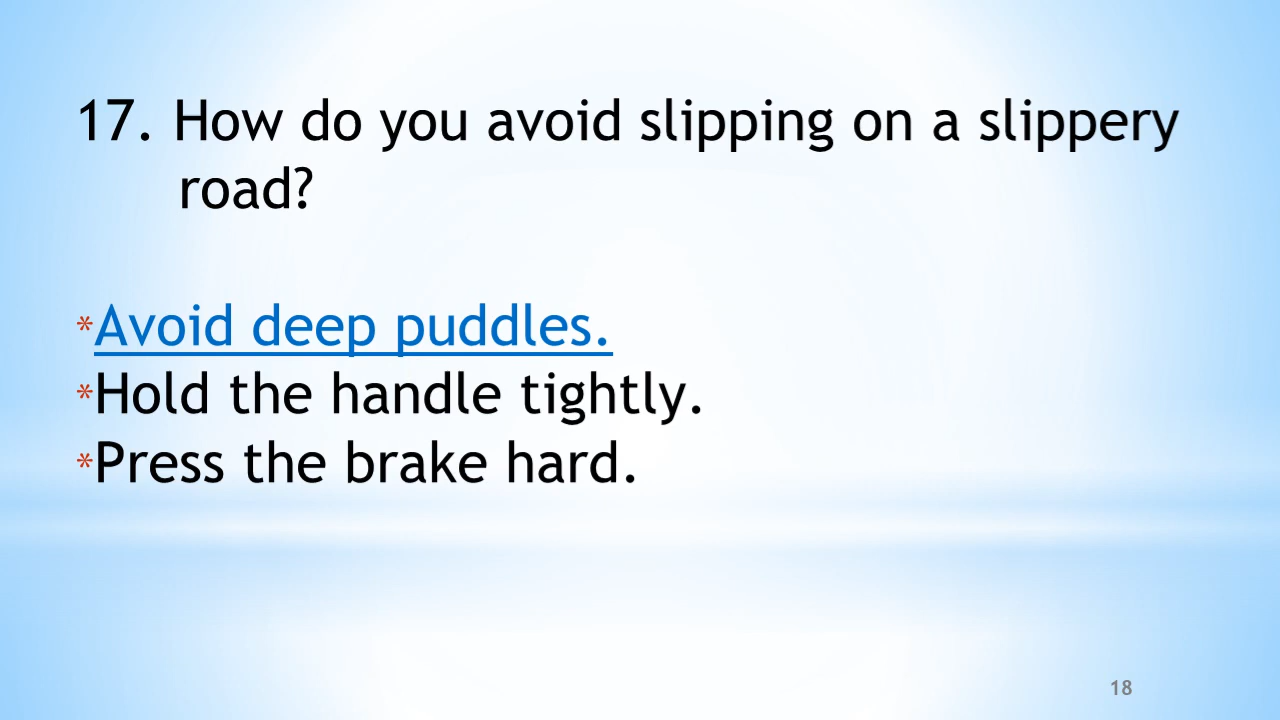 17. How do you avoid slipping on a slippery
road?
*Avoid deep puddles.
*Hold the handle tightly.
*Press the brake hard.
18